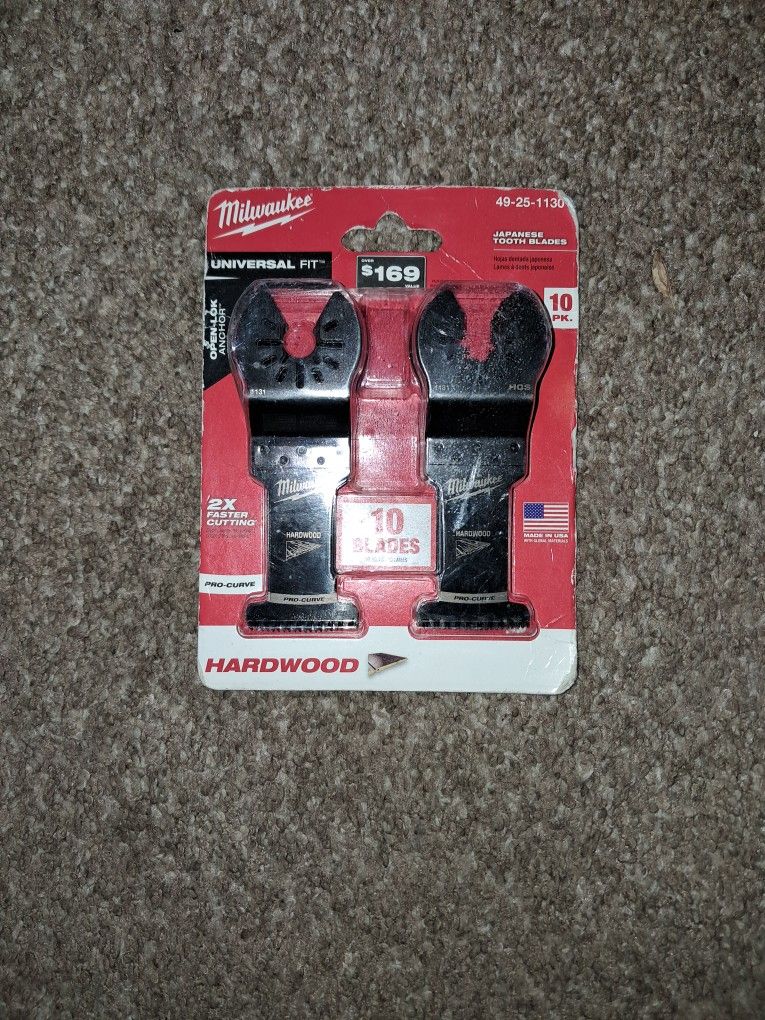 Milwaukee
49-25-1130
JAPANESE
TOOTH BLADES
Hojas dentada japonesa
Lames à dents japonaises
UNIVERSAL FIT™
OVER
$169
VALUE
10
PK.
OPEN-LOK™
ANCHOR
HCS
Milwaukee
HARDWOOD
PRO-CURVE
Milwaukee
HARDWOOD
PRO-CURVE
2X
FASTER
CUTTING
10
BLADES
MADE IN USA
WITH GLOBAL MATERIALS
PRO-CURVE
HARDWOOD